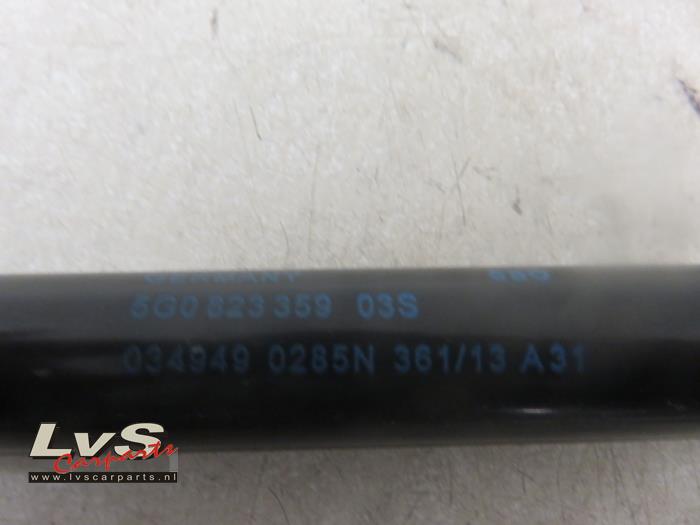 GERMANY
5G0 823 359 03S
034949 0285N 361/13 A31
LvS
Carparts
www.lvscarparts.nl